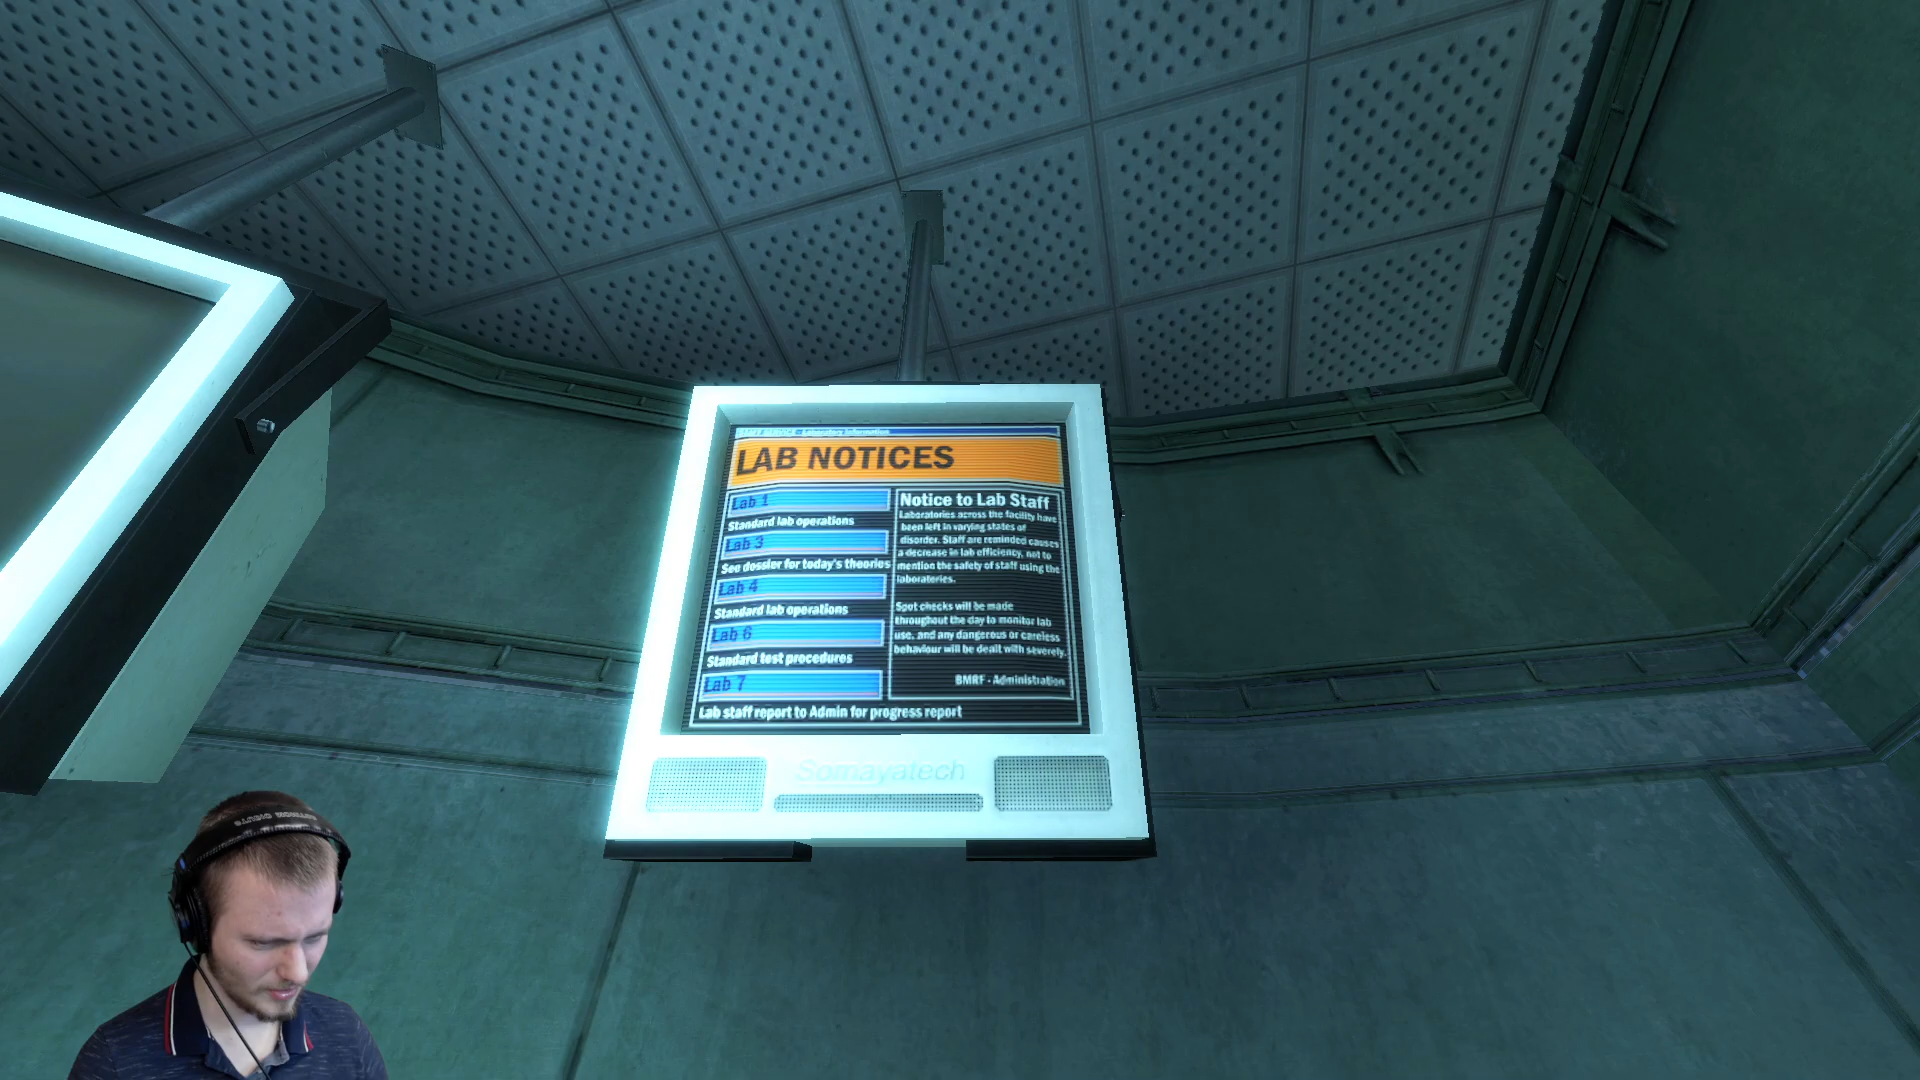 BMRF SERVICE - Laboratory Information
LAB NOTICES
Lab 1
Standard lab operations
Lab 3
See dossier for today's theories
Lab 4
Standard lab operations
Lab 6
Standard test procedures
Lab 7
Lab staff report to Admin for progress report
Notice to Lab Staff
Laboratories across the facility have
been left in varying states of
disorder. Staff are reminded causes
a decrease in lab efficiency, not to
mention the safety of staff using the
laboratories.
Spot checks will be made
throughout the day to monitor lab
use, and any dangerous or careless
behaviour will be dealt with severely.
BMRF - Administration
Somayatech